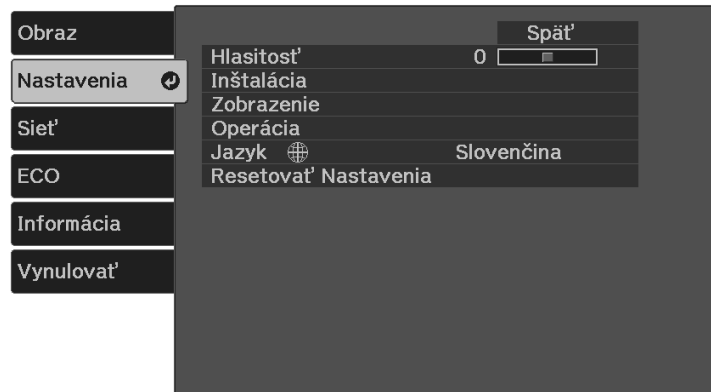 Obraz
Nastavenia
Sieť
ECO
Informácia
Vynulovať
Späť
Hlasitosť 0
Inštalácia
Zobrazenie
Operácia
Jazyk Slovenčina
Resetovať Nastavenia